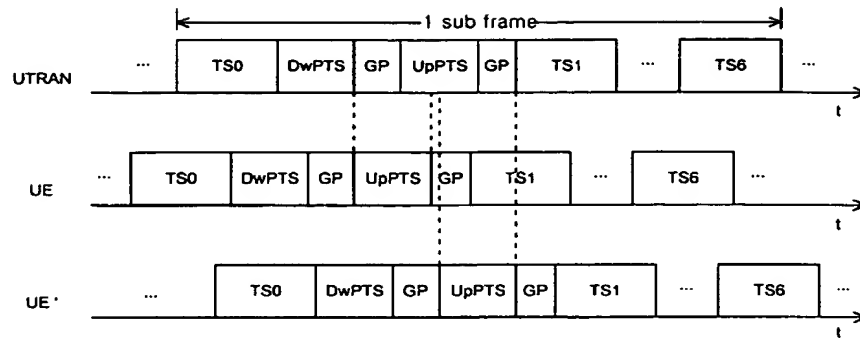 1 sub frame
... TS0 DwPTS GP UpPTS GP TS1 ... TS6 ...
UTRAN
t
... TS0 DwPTS GP UpPTS GP TS1 ... TS6 ...
UE
t
... TS0 DwPTS GP UpPTS GP TS1 ... TS6 ...
UE '
t